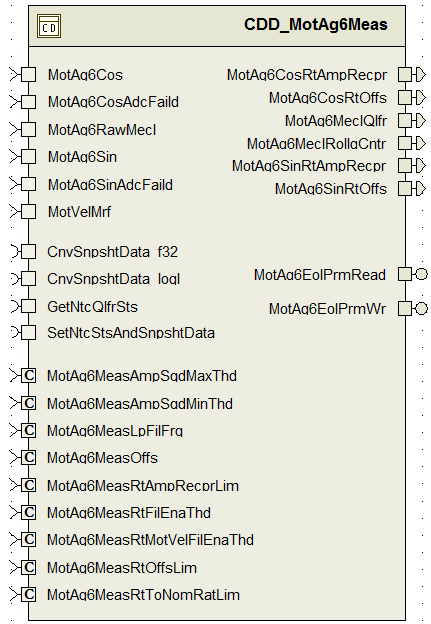 CD
CDD_MotAg6Meas
MotAg6Cos
MotAg6CosAdcFaild
MotAg6RawMecl
MotAg6Sin
MotAg6SinAdcFaild
MotVelMrf
CnvSnpshtData_f32
CnvSnpshtData_logl
GetNtcQlfrSts
SetNtcStsAndSnpshtData
C MotAg6MeasAmpSqdMaxThd
C MotAg6MeasAmpSqdMinThd
C MotAg6MeasLpFilFrq
C MotAg6MeasOffs
C MotAg6MeasRtAmpRecprLim
C MotAg6MeasRtFilEnaThd
C MotAg6MeasRtMotVelFilEnaThd
C MotAg6MeasRtOffsLim
C MotAg6MeasRtToNomRatLim
MotAg6CosRtAmpRecpr
MotAg6CosRtOffs
MotAg6MeclQlfr
MotAg6MeclRollgCntr
MotAg6SinRtAmpRecpr
MotAg6SinRtOffs
MotAg6EolPrmRead
MotAg6EolPrmWr